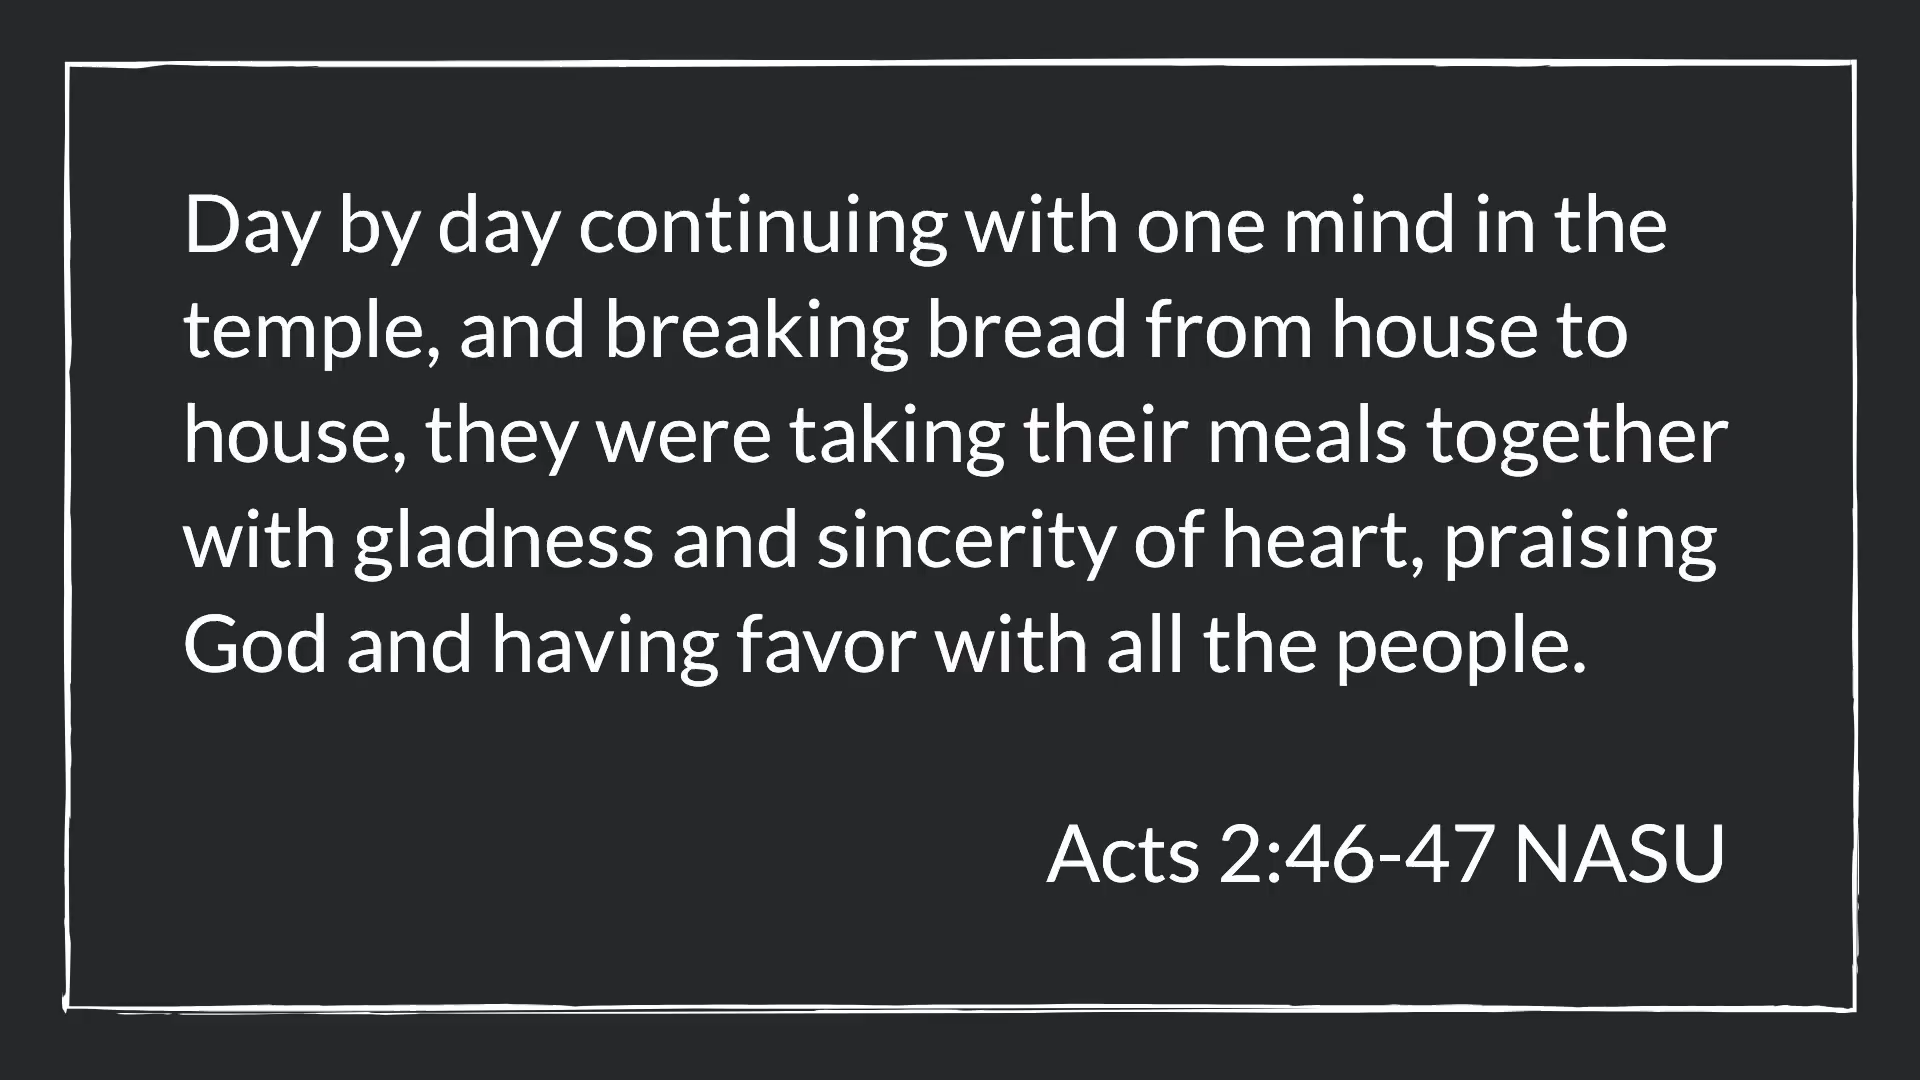 Day by day continuing with one mind in the
temple, and breaking bread from house to
house, they were taking their meals together
with gladness and sincerity of heart, praising
God and having favor with all the people.
Acts 2:46-47 NASU